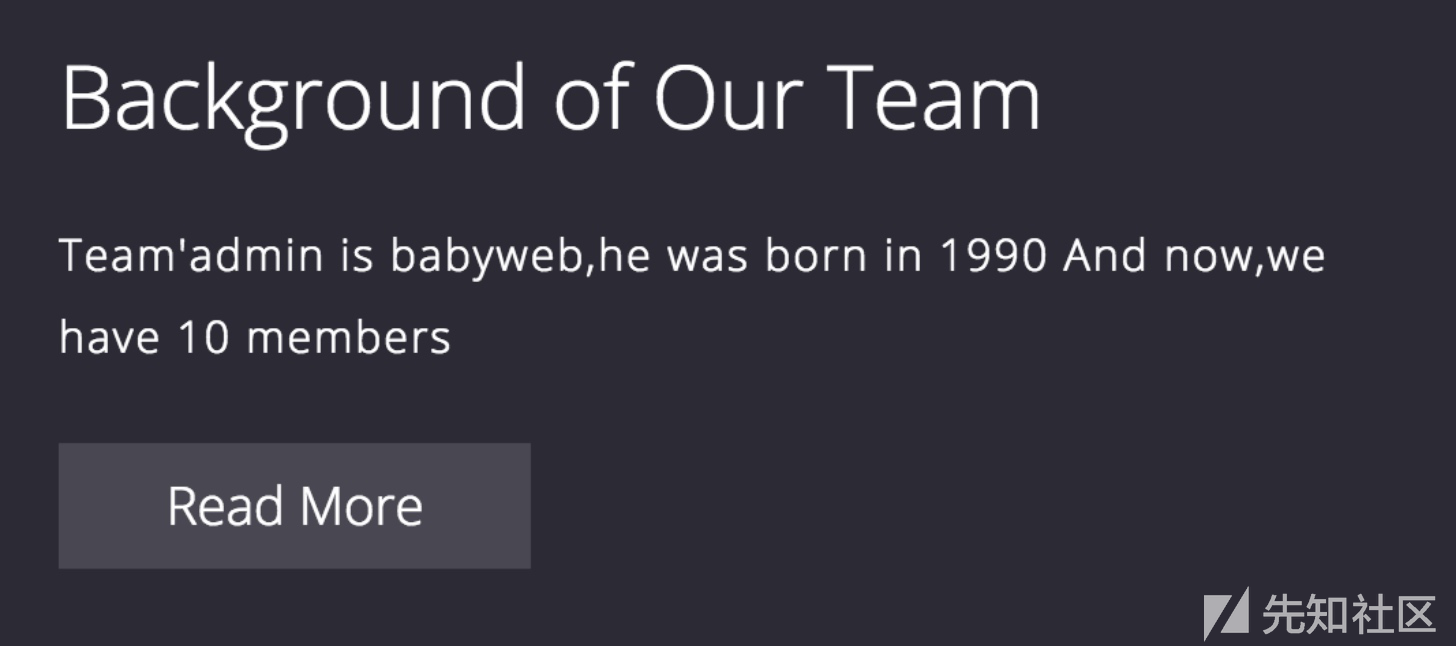 Background of Our Team
Team'admin is babyweb,he was born in 1990 And now,we
have 10 members
Read More
先知社区